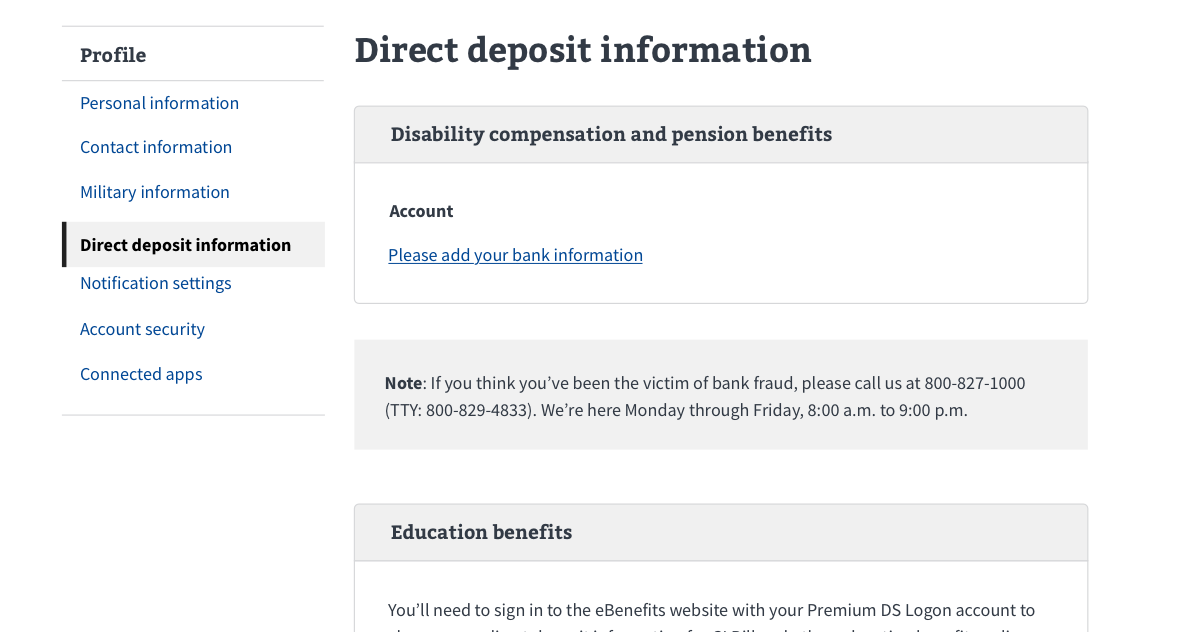 Profile
Personal information
Contact information
Military information
Direct deposit information
Notification settings
Account security
Connected apps
Direct deposit information
Disability compensation and pension benefits
Account
Please add your bank information
Note: If you think you’ve been the victim of bank fraud, please call us at 800-827-1000
(TTY: 800-829-4833). We’re here Monday through Friday, 8:00 a.m. to 9:00 p.m.
Education benefits
You’ll need to sign in to the eBenefits website with your Premium DS Logon account to